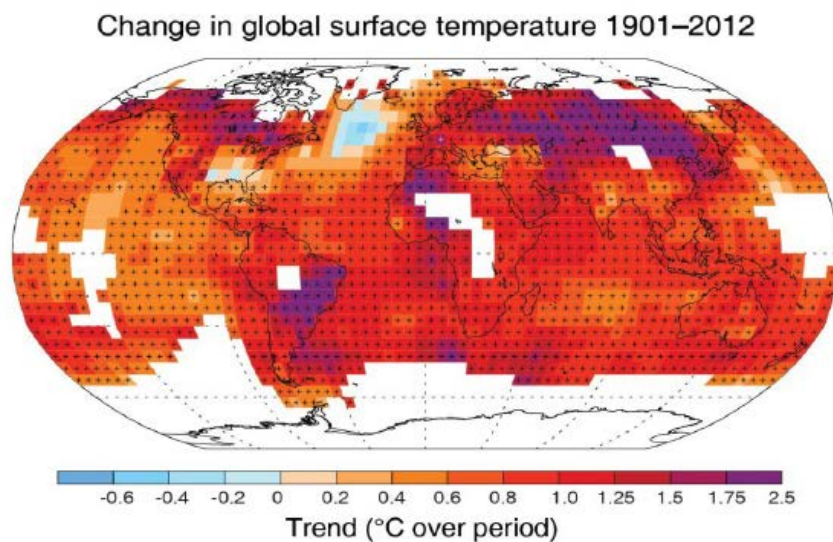 Change in global surface temperature 1901–2012
-0.6 -0.4 -0.2 0 0.2 0.4 0.6 0.8 1.0 1.25 1.5 1.75 2.5
Trend (°C over period)